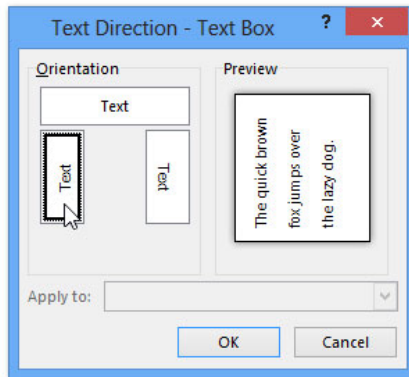 Text Direction - Text Box ? ×
Orientation
Preview
Text
Text
Text
The quick brown
fox jumps over
the lazy dog.
Apply to:
OK
Cancel